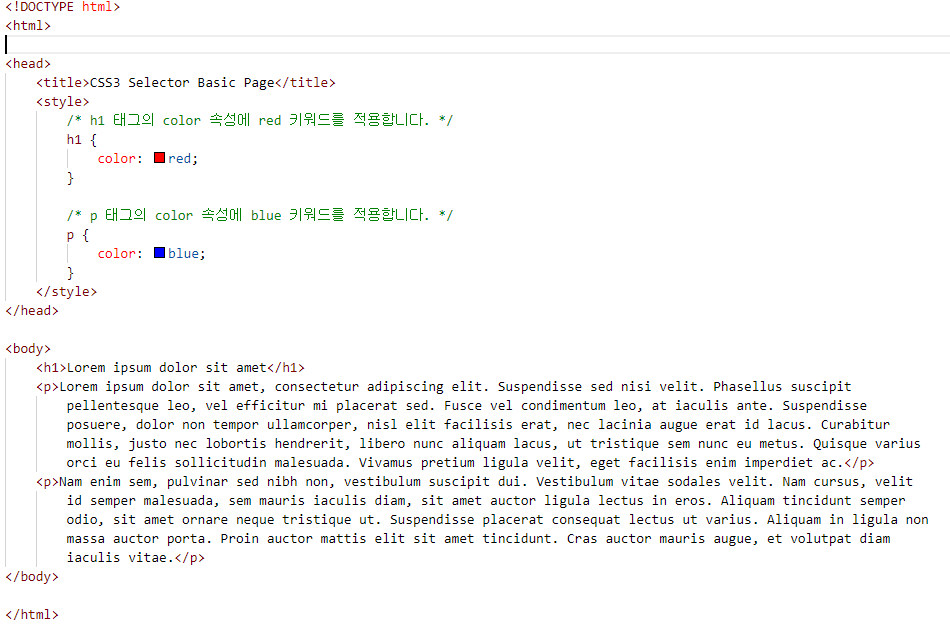 <!DOCTYPE html>
<html>
<head>
<title>CSS3 Selector Basic Page</title>
<style>
/* h1 태그의 color 속성에 red 키워드를 적용합니다. */
h1 {
color: red;
}
/* p 태그의 color 속성에 blue 키워드를 적용합니다. */
p {
color: blue;
}
</style>
</head>
<body>
<h1>Lorem ipsum dolor sit amet</h1>
<p>Lorem ipsum dolor sit amet, consectetur adipiscing elit. Suspendisse sed nisi velit. Phasellus suscipit
pellentesque leo, vel efficitur mi placerat sed. Fusce vel condimentum leo, at iaculis ante. Suspendisse
posuere, dolor non tempor ullamcorper, nisl elit facilisis erat, nec lacinia augue erat id lacus. Curabitur
mollis, justo nec lobortis hendrerit, libero nunc aliquam lacus, ut tristique sem nunc eu metus. Quisque varius
orci eu felis sollicitudin malesuada. Vivamus pretium ligula velit, eget facilisis enim imperdiet ac.</p>
<p>Nam enim sem, pulvinar sed nibh non, vestibulum suscipit dui. Vestibulum vitae sodales velit. Nam cursus, velit
id semper malesuada, sem mauris iaculis diam, sit amet auctor ligula lectus in eros. Aliquam tincidunt semper
odio, sit amet ornare neque tristique ut. Suspendisse placerat consequat lectus ut varius. Aliquam in ligula non
massa auctor porta. Proin auctor mattis elit sit amet tincidunt. Cras auctor mauris augue, et volutpat diam
iaculis vitae.</p>
</body>
</html>